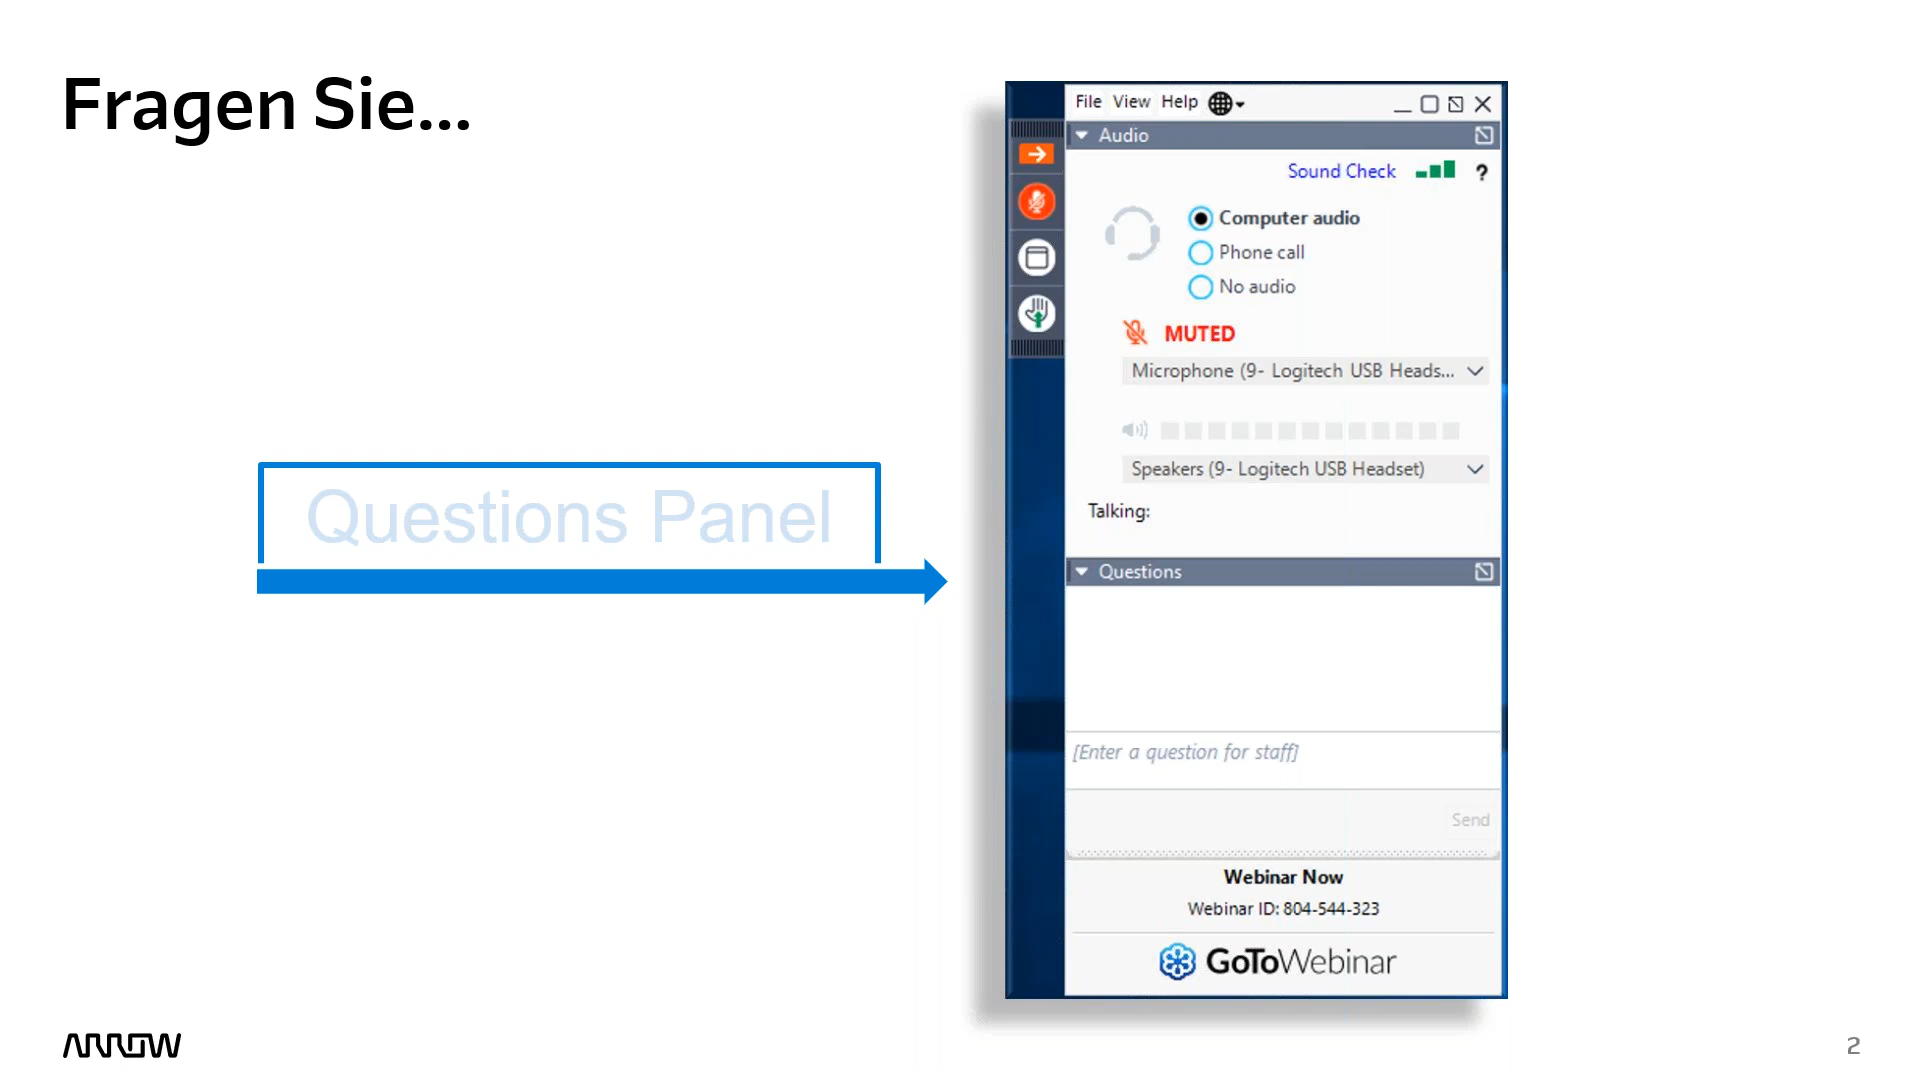 Fragen Sie...
Questions Panel
File View Help
Audio
Sound Check ?
Computer audio
Phone call
No audio
MUTED
Microphone (9- Logitech USB Heads...
Speakers (9- Logitech USB Headset)
Talking:
Questions
[Enter a question for staff]
Send
Webinar Now
Webinar ID: 804-544-323
GoToWebinar
ARROW
2